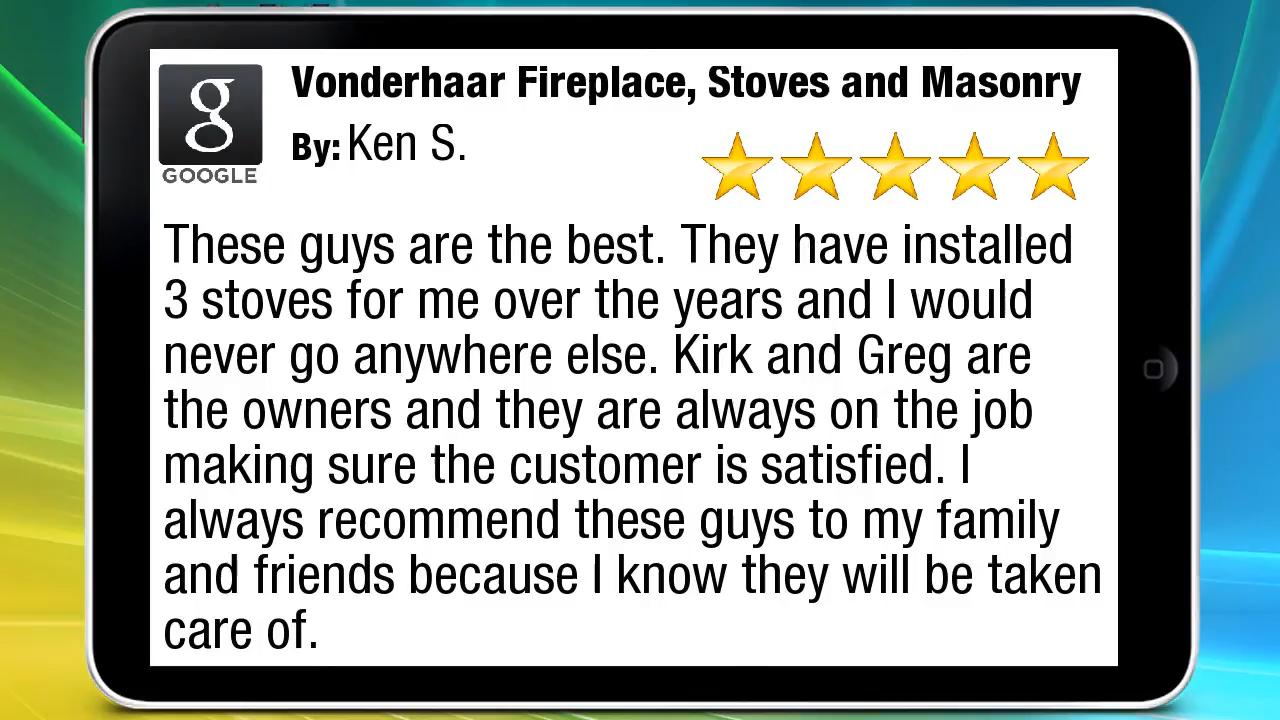 g
GOOGLE
Vonderhaar Fireplace, Stoves and Masonry
By: Ken S.
These guys are the best. They have installed
3 stoves for me over the years and I would
never go anywhere else. Kirk and Greg are
the owners and they are always on the job
making sure the customer is satisfied. I
always recommend these guys to my family
and friends because I know they will be taken
care of.